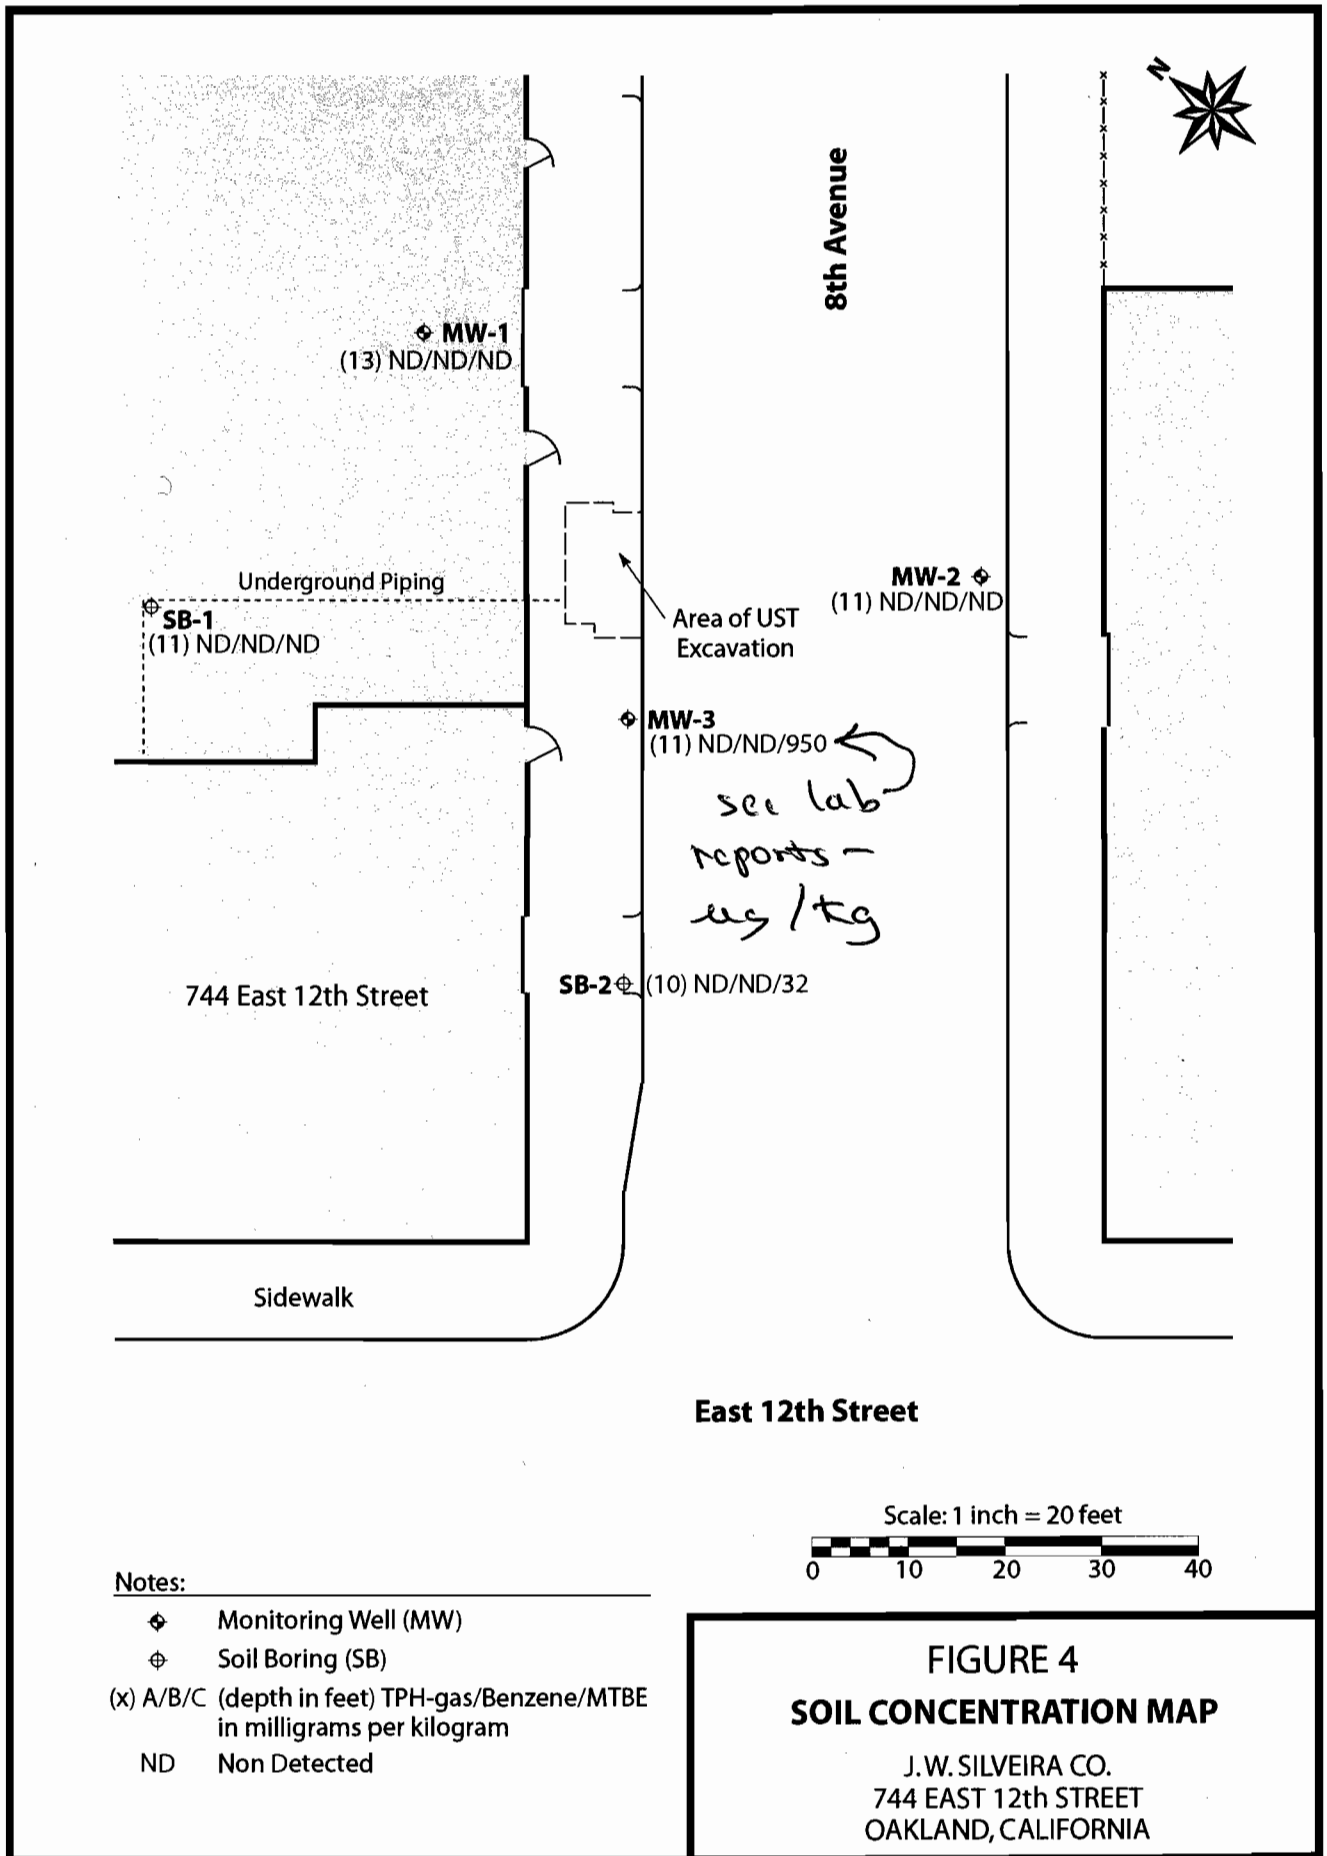 N
8th Avenue
MW-1
(13) ND/ND/ND
Underground Piping
SB-1
(11) ND/ND/ND
Area of UST
Excavation
MW-2
(11) ND/ND/ND
MW-3
(11) ND/ND/950
see lab
reports -
ug/kg
744 East 12th Street
SB-2 (10) ND/ND/32
Sidewalk
East 12th Street
Scale: 1 inch = 20 feet
0 10 20 30 40
Notes:
Monitoring Well (MW)
Soil Boring (SB)
(x) A/B/C (depth in feet) TPH-gas/Benzene/MTBE
in milligrams per kilogram
ND Non Detected
FIGURE 4
SOIL CONCENTRATION MAP
J.W. SILVEIRA CO.
744 EAST 12th STREET
OAKLAND, CALIFORNIA